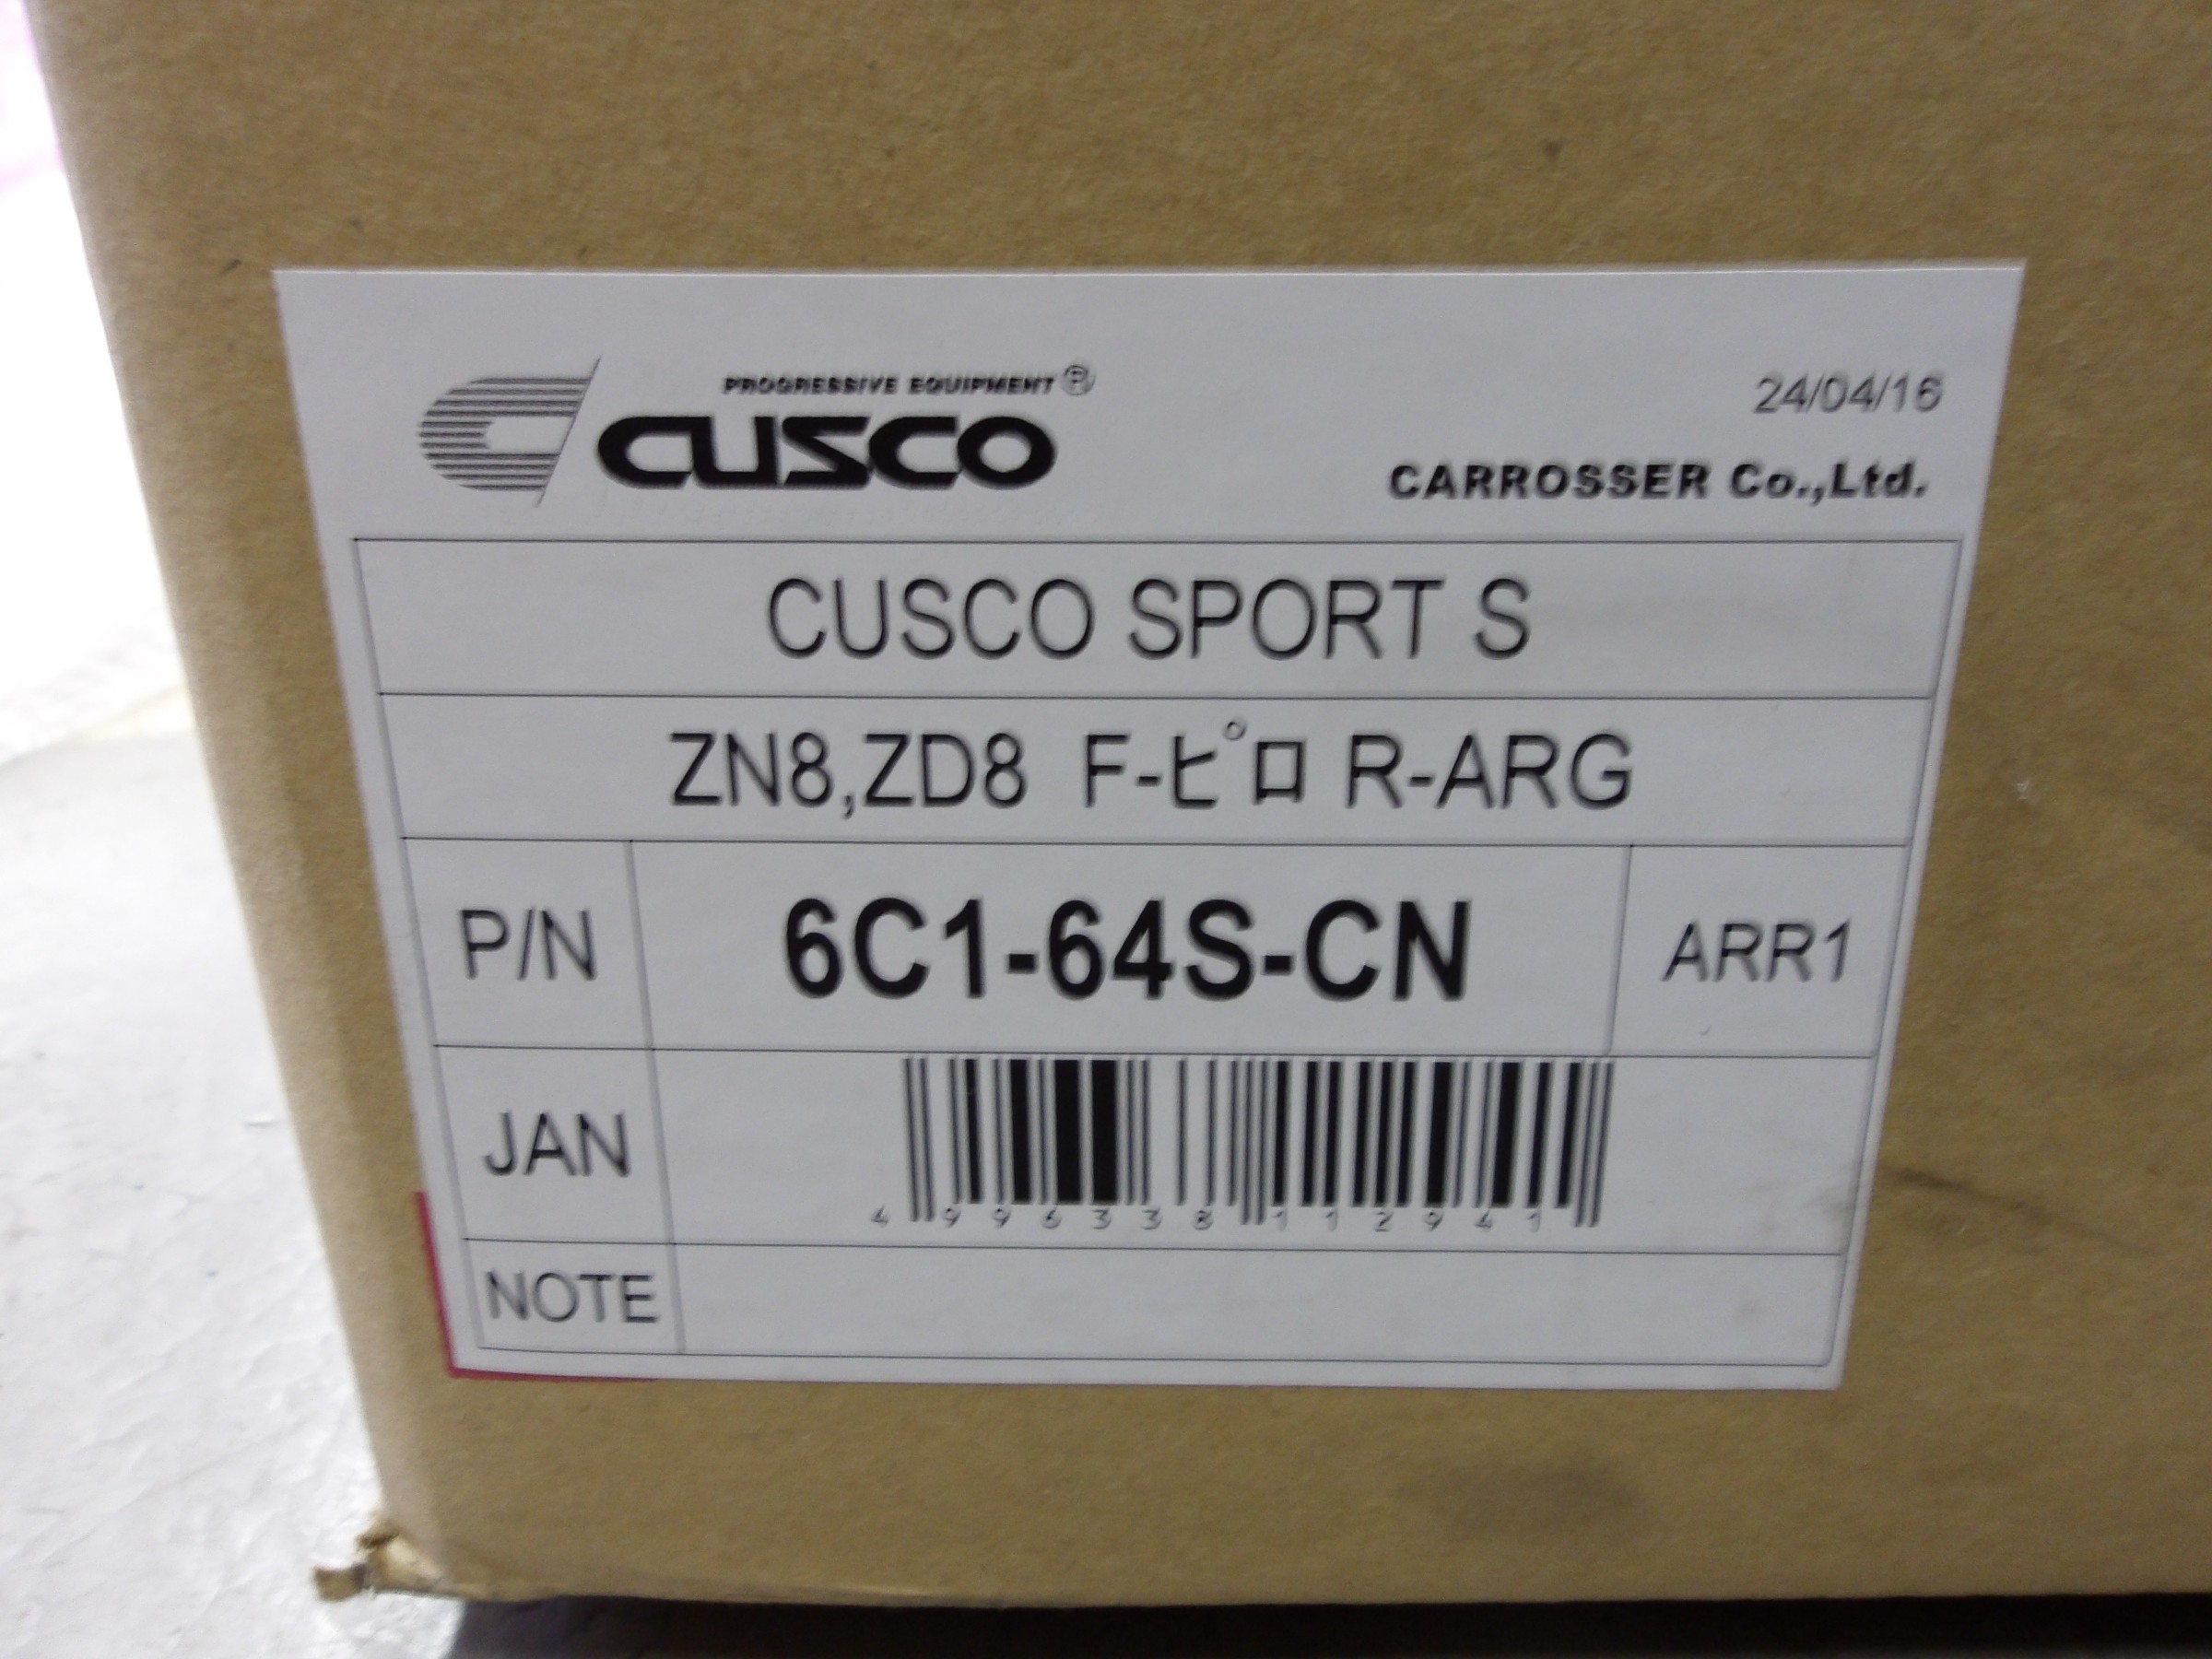 PROGRESSIVE EQUIPMENT®
CUSCO
24/04/16
CARROSSER Co.,Ltd.
CUSCO SPORT S
ZN8,ZD8 F-ピロ R-ARG
P/N 6C1-64S-CN ARR1
JAN
4996338112941
NOTE